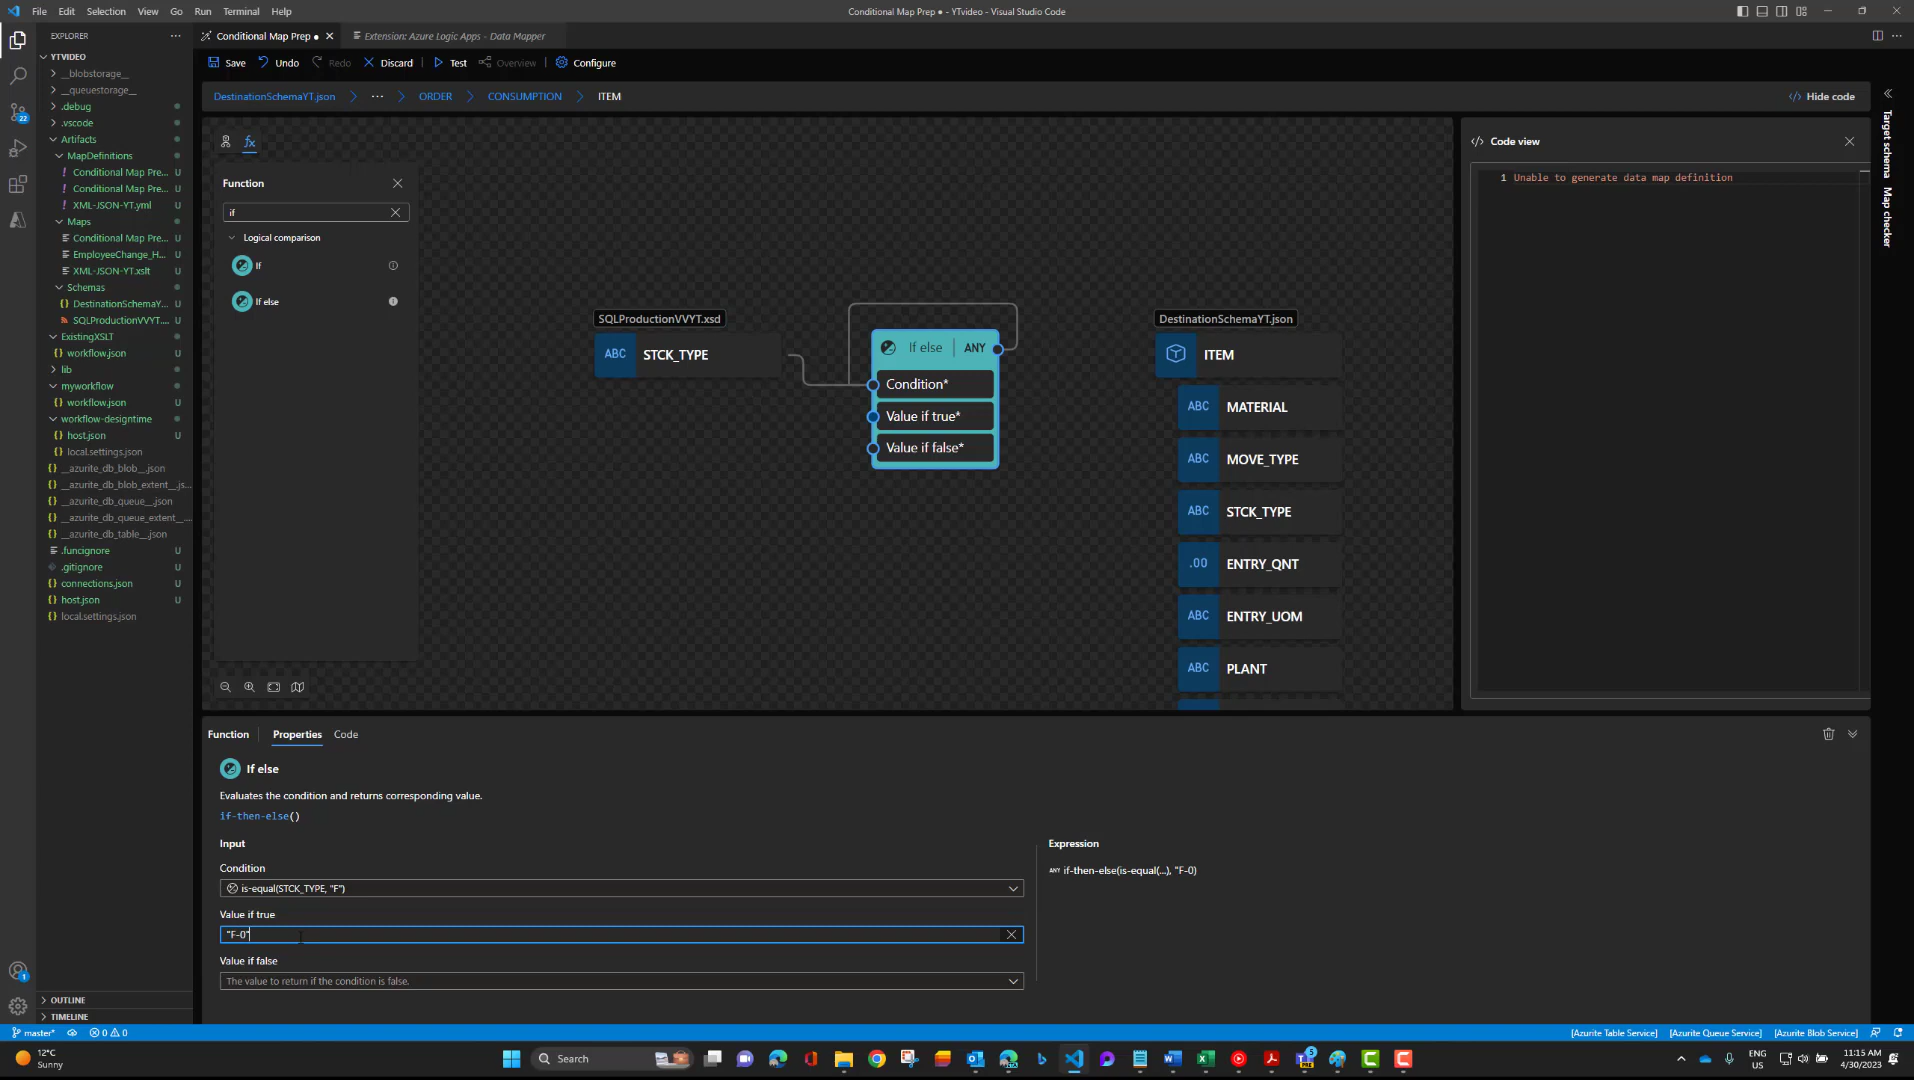 File Edit Selection View Go Run Terminal Help
Conditional Map Prep ● - YTvideo - Visual Studio Code
EXPLORER
YTVIDEO
__blobstorage__
__queuestorage__
.debug
.vscode
Artifacts
MapDefinitions
Conditional Map Pre... U
Conditional Map Pre... U
XML-JSON-YT.yml U
Maps
Conditional Map Pre... U
EmployeeChange_H... U
XML-JSON-YT.xslt U
Schemas
DestinationSchemaY... U
SQLProductionVVYT.... U
ExistingXSLT
workflow.json U
lib
myworkflow
workflow.json U
workflow-designtime
host.json U
local.settings.json
__azurite_db_blob__.json
__azurite_db_blob_extent__.js...
__azurite_db_queue__.json
__azurite_db_queue_extent__....
__azurite_db_table__.json
.funcignore U
.gitignore U
connections.json U
host.json U
local.settings.json
OUTLINE
TIMELINE
22
1
Conditional Map Prep ●
Extension: Azure Logic Apps - Data Mapper
Save Undo Redo Discard Test Overview Configure
DestinationSchemaYT.json > ... > ORDER > CONSUMPTION > ITEM
Hide code
fx
Function
if
Logical comparison
If
If else
SQLProductionVVYT.xsd
ABC STCK_TYPE
If else | ANY
Condition*
Value if true*
Value if false*
DestinationSchemaYT.json
ITEM
ABC MATERIAL
ABC MOVE_TYPE
ABC STCK_TYPE
.00 ENTRY_QNT
ABC ENTRY_UOM
ABC PLANT
Code view
1 Unable to generate data map definition
Target schema
Map checker
Function Properties Code
If else
Evaluates the condition and returns corresponding value.
if-then-else()
Input
Condition
is-equal(STCK_TYPE, "F")
Value if true
"F-0"
Value if false
The value to return if the condition is false.
Expression
ANY if-then-else(is-equal(...), "F-0)
master* 0 0
[Azurite Table Service] [Azurite Queue Service] [Azurite Blob Service]
12°C
Sunny
Search
ENG
US
11:15 AM
4/30/2023